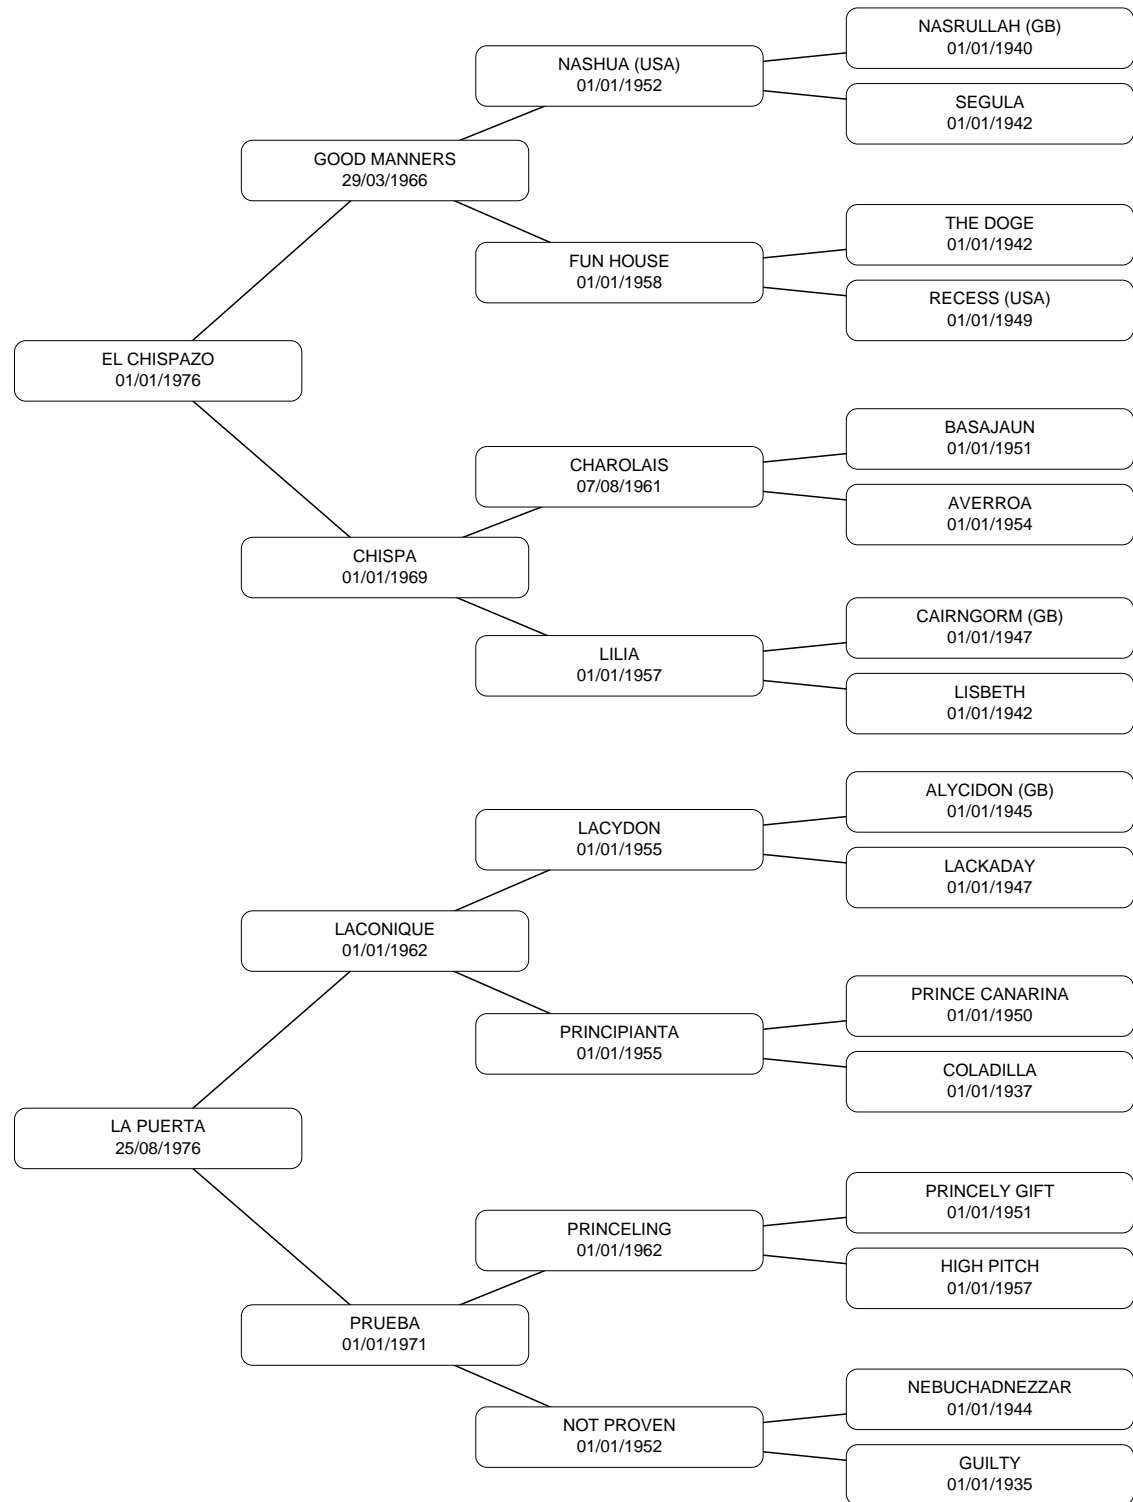 NASRULLAH (GB)
01/01/1940
NASHUA (USA)
01/01/1952
SEGULA
01/01/1942
GOOD MANNERS
29/03/1966
THE DOGE
01/01/1942
FUN HOUSE
01/01/1958
RECESS (USA)
01/01/1949
EL CHISPAZO
01/01/1976
BASAJAUN
01/01/1951
CHAROLAIS
07/08/1961
AVERROA
01/01/1954
CHISPA
01/01/1969
CAIRNGORM (GB)
01/01/1947
LILIA
01/01/1957
LISBETH
01/01/1942
ALYCIDON (GB)
01/01/1945
LACYDON
01/01/1955
LACKADAY
01/01/1947
LACONIQUE
01/01/1962
PRINCE CANARINA
01/01/1950
PRINCIPIANTA
01/01/1955
COLADILLA
01/01/1937
LA PUERTA
25/08/1976
PRINCELY GIFT
01/01/1951
PRINCELING
01/01/1962
HIGH PITCH
01/01/1957
PRUEBA
01/01/1971
NEBUCHADNEZZAR
01/01/1944
NOT PROVEN
01/01/1952
GUILTY
01/01/1935